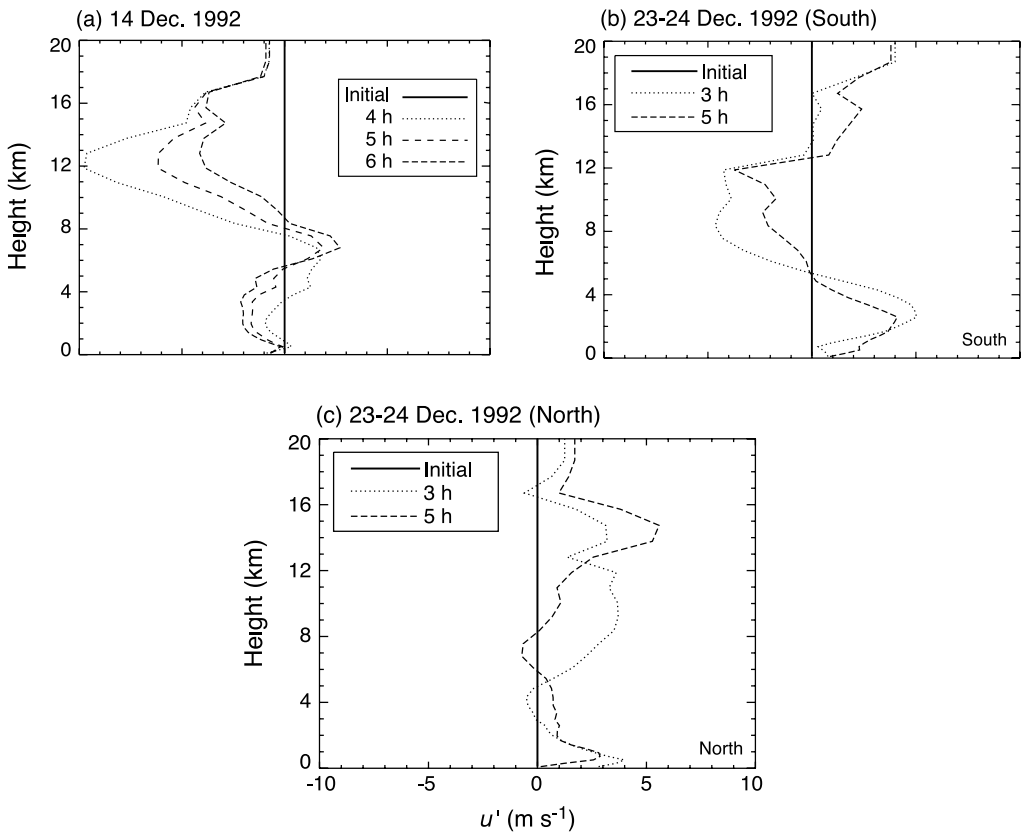 (a) 14 Dec. 1992
20
16
12
8
4
0
Height (km)
Initial
4 h
5 h
6 h
(b) 23-24 Dec. 1992 (South)
20
16
12
8
4
0
Height (km)
Initial
3 h
5 h
South
(c) 23-24 Dec. 1992 (North)
20
16
12
8
4
0
Height (km)
Initial
3 h
5 h
North
-10 -5 0 5 10
u' (m s⁻¹)